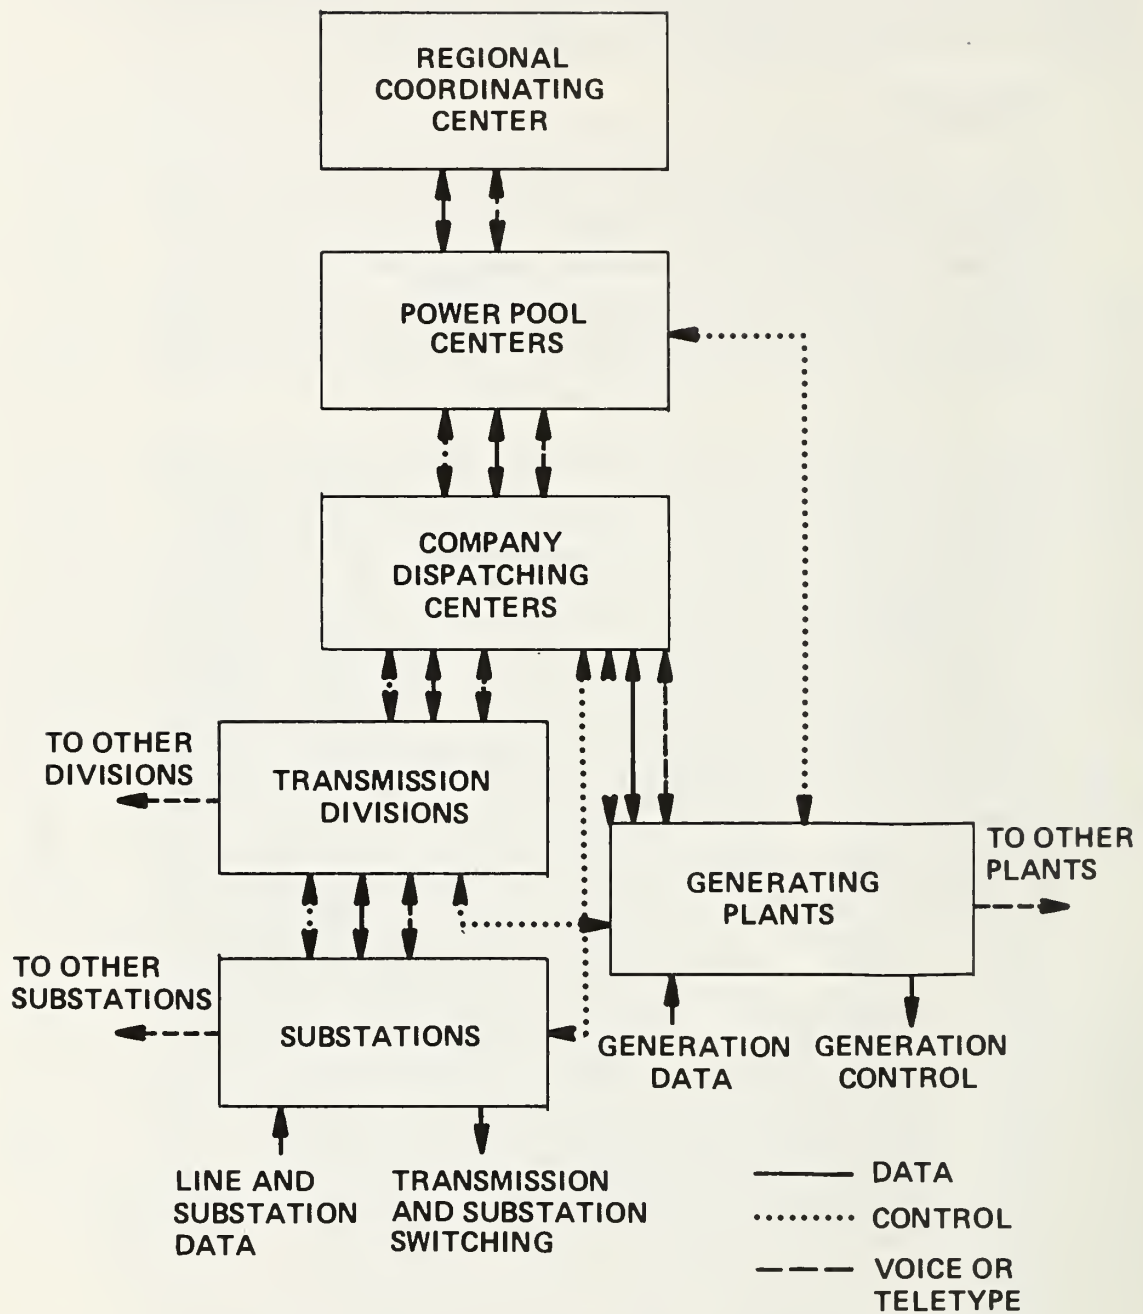 REGIONAL
COORDINATING
CENTER
POWER POOL
CENTERS
COMPANY
DISPATCHING
CENTERS
TO OTHER
DIVISIONS
TRANSMISSION
DIVISIONS
GENERATING
PLANTS
TO OTHER
PLANTS
TO OTHER
SUBSTATIONS
SUBSTATIONS
GENERATION
DATA
GENERATION
CONTROL
LINE AND
SUBSTATION
DATA
TRANSMISSION
AND SUBSTATION
SWITCHING
DATA
CONTROL
VOICE OR
TELETYPE